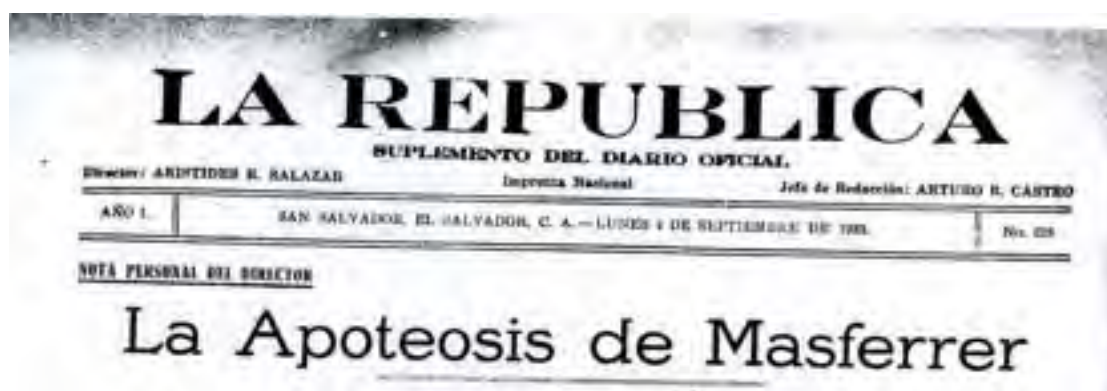 LA REPUBLICA
SUPLEMENTO DEL DIARIO OFICIAL
Director: ARISTIDES R. SALAZAR Imprenta Nacional Jefe de Redacción: ARTURO R. CASTRO
AÑO I. SAN SALVADOR, EL SALVADOR, C. A.—LUNES DE SEPTIEMBRE DE No.
NOTA PERSONAL DEL DIRECTOR
La Apoteosis de Masferrer